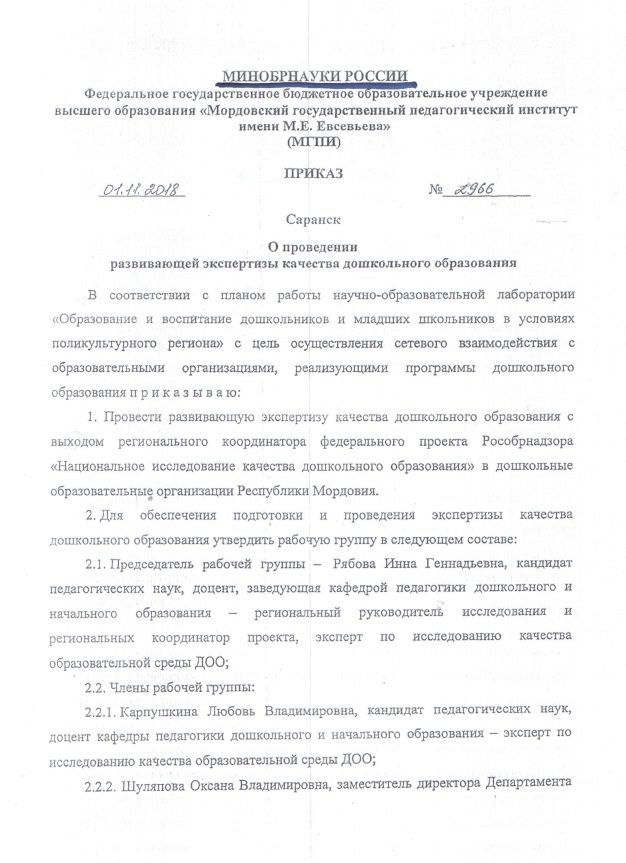 МИНОБРНАУКИ РОССИИ
Федеральное государственное бюджетное образовательное учреждение
высшего образования «Мордовский государственный педагогический институт
имени М.Е. Евсевьева»
(МГПИ)
ПРИКАЗ
01.11.2018 № 2966
Саранск
О проведении
развивающей экспертизы качества дошкольного образования
В соответствии с планом работы научно-образовательной лаборатории
«Образование и воспитание дошкольников и младших школьников в условиях
поликультурного региона» с цель осуществления сетевого взаимодействия с
образовательными организациями, реализующими программы дошкольного
образования п р и к а з ы в а ю:
1. Провести развивающую экспертизу качества дошкольного образования с
выходом регионального координатора федерального проекта Рособрнадзора
«Национальное исследование качества дошкольного образования» в дошкольные
образовательные организации Республики Мордовия.
2. Для обеспечения подготовки и проведения экспертизы качества
дошкольного образования утвердить рабочую группу в следующем составе:
2.1. Председатель рабочей группы – Рябова Инна Геннадьевна, кандидат
педагогических наук, доцент, заведующая кафедрой педагогики дошкольного и
начального образования – региональный руководитель исследования и
региональных координатор проекта, эксперт по исследованию качества
образовательной среды ДОО;
2.2. Члены рабочей группы:
2.2.1. Карпушкина Любовь Владимировна, кандидат педагогических наук,
доцент кафедры педагогики дошкольного и начального образования – эксперт по
исследованию качества образовательной среды ДОО;
2.2.2. Шуляпова Оксана Владимировна, заместитель директора Департамента